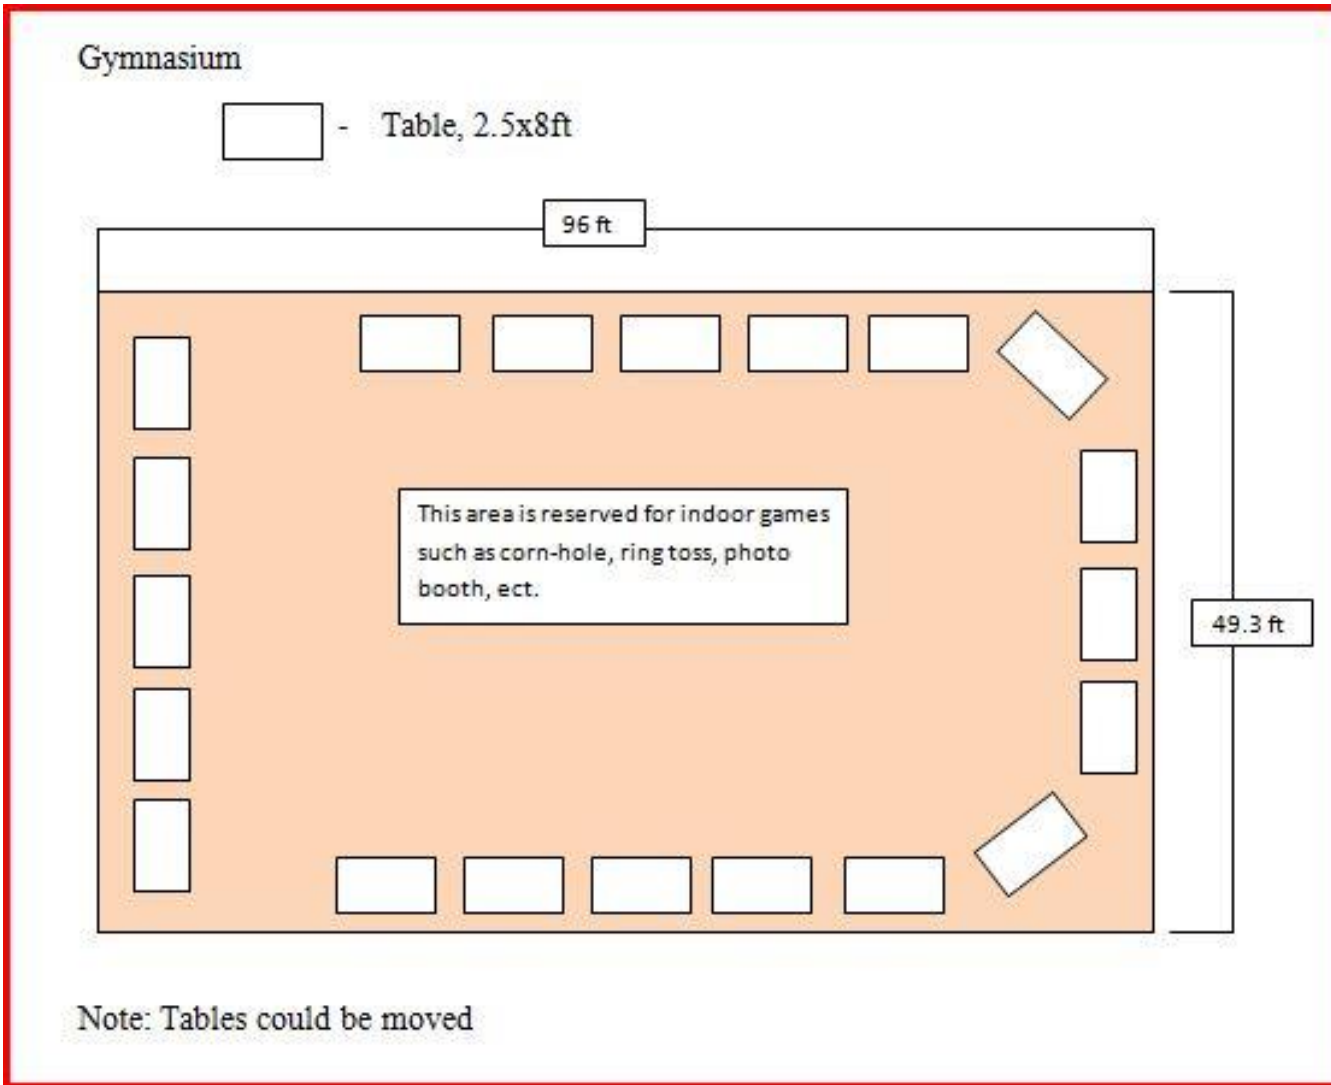 Gymnasium
- Table, 2.5x8ft
96 ft
This area is reserved for indoor games
such as corn-hole, ring toss, photo
booth, ect.
49.3 ft
Note: Tables could be moved